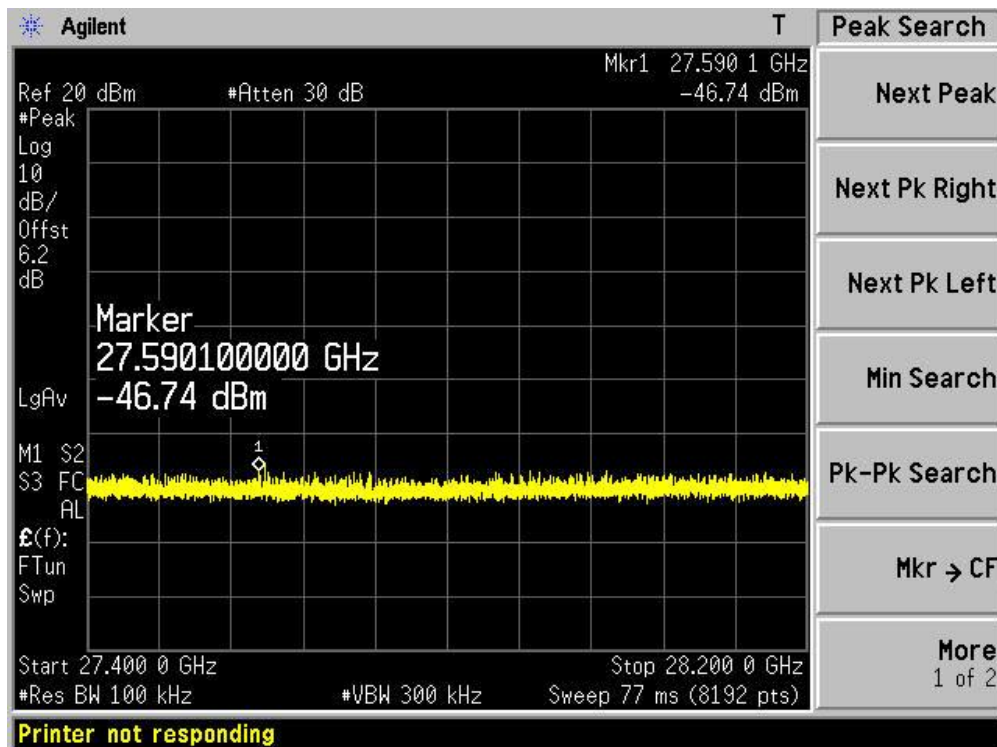 Agilent T Peak Search
Mkr1 27.590 1 GHz
Ref 20 dBm #Atten 30 dB -46.74 dBm
#Peak
Log
10
dB/
Offst
6.2
dB
Marker
27.590100000 GHz
-46.74 dBm
LgAv
1
M1 S2
S3 FC
AL
£(f):
FTun
Swp
Start 27.400 0 GHz Stop 28.200 0 GHz
#Res BW 100 kHz #VBW 300 kHz Sweep 77 ms (8192 pts)
Printer not responding
Next Peak
Next Pk Right
Next Pk Left
Min Search
Pk-Pk Search
Mkr → CF
More
1 of 2